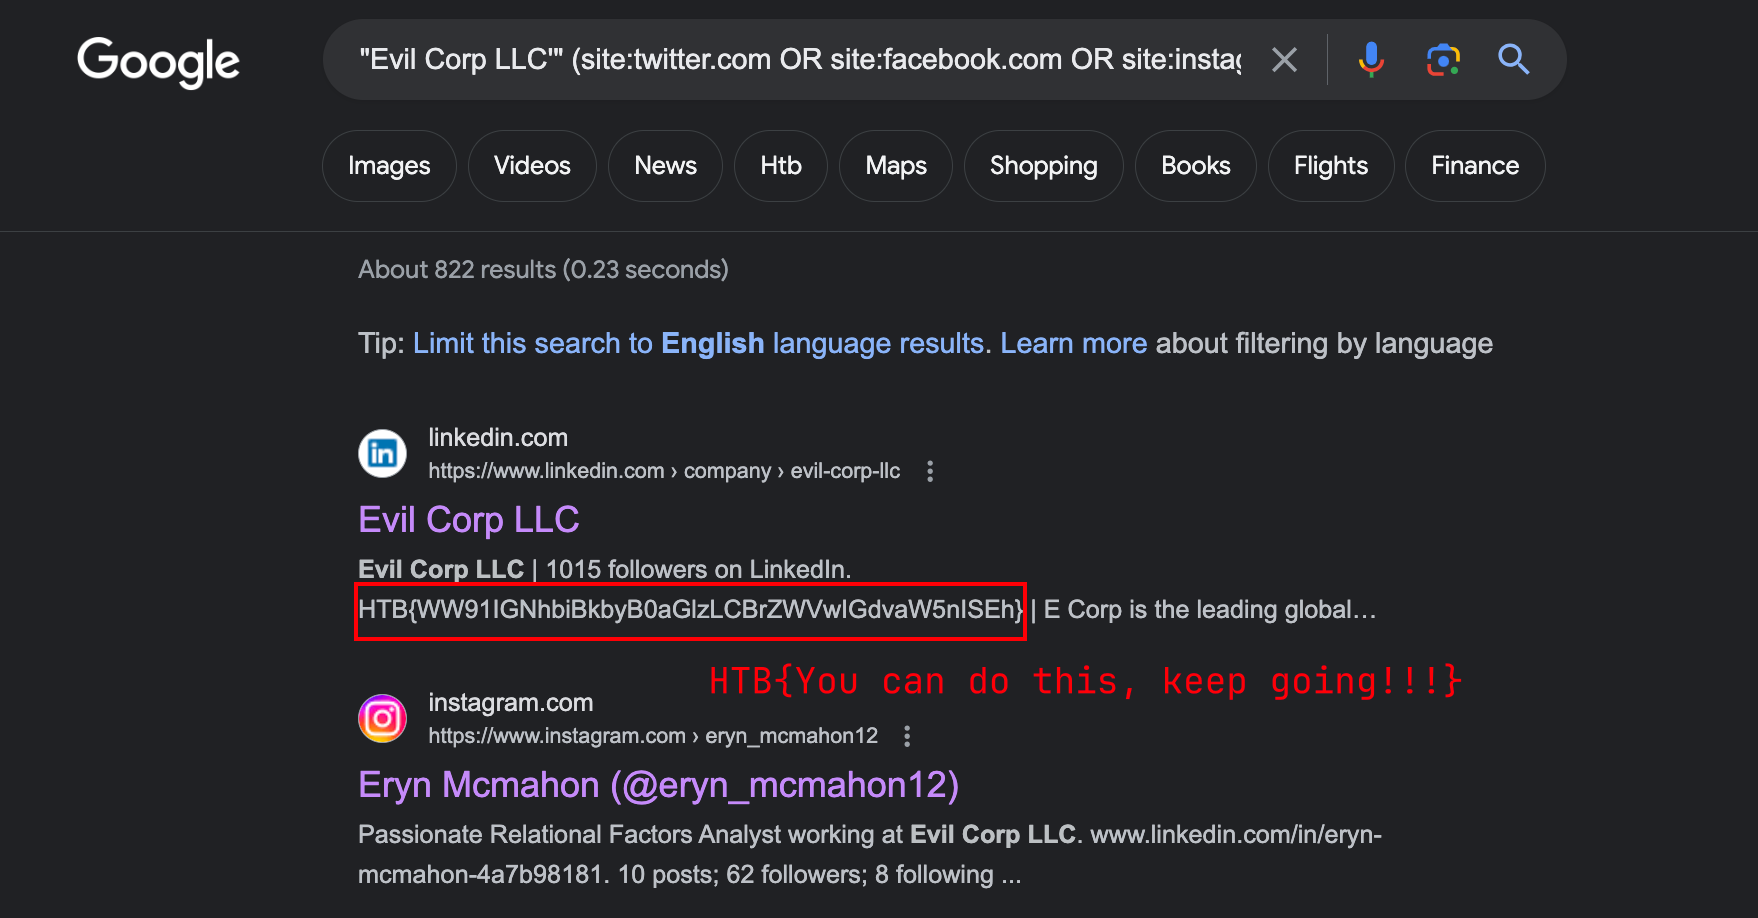 Google
"Evil Corp LLC'" (site:twitter.com OR site:facebook.com OR site:instag
Images Videos News Htb Maps Shopping Books Flights Finance
About 822 results (0.23 seconds)
Tip: Limit this search to English language results. Learn more about filtering by language
linkedin.com
https://www.linkedin.com › company › evil-corp-llc
Evil Corp LLC
Evil Corp LLC | 1015 followers on LinkedIn.
HTB{WW91IGNhbiBkbyB0aGlzLCBrZWVwIGdvaW5nISEh} | E Corp is the leading global...
HTB{You can do this, keep going!!!}
instagram.com
https://www.instagram.com › eryn_mcmahon12
Eryn Mcmahon (@eryn_mcmahon12)
Passionate Relational Factors Analyst working at Evil Corp LLC. www.linkedin.com/in/eryn-
mcmahon-4a7b98181. 10 posts; 62 followers; 8 following ...